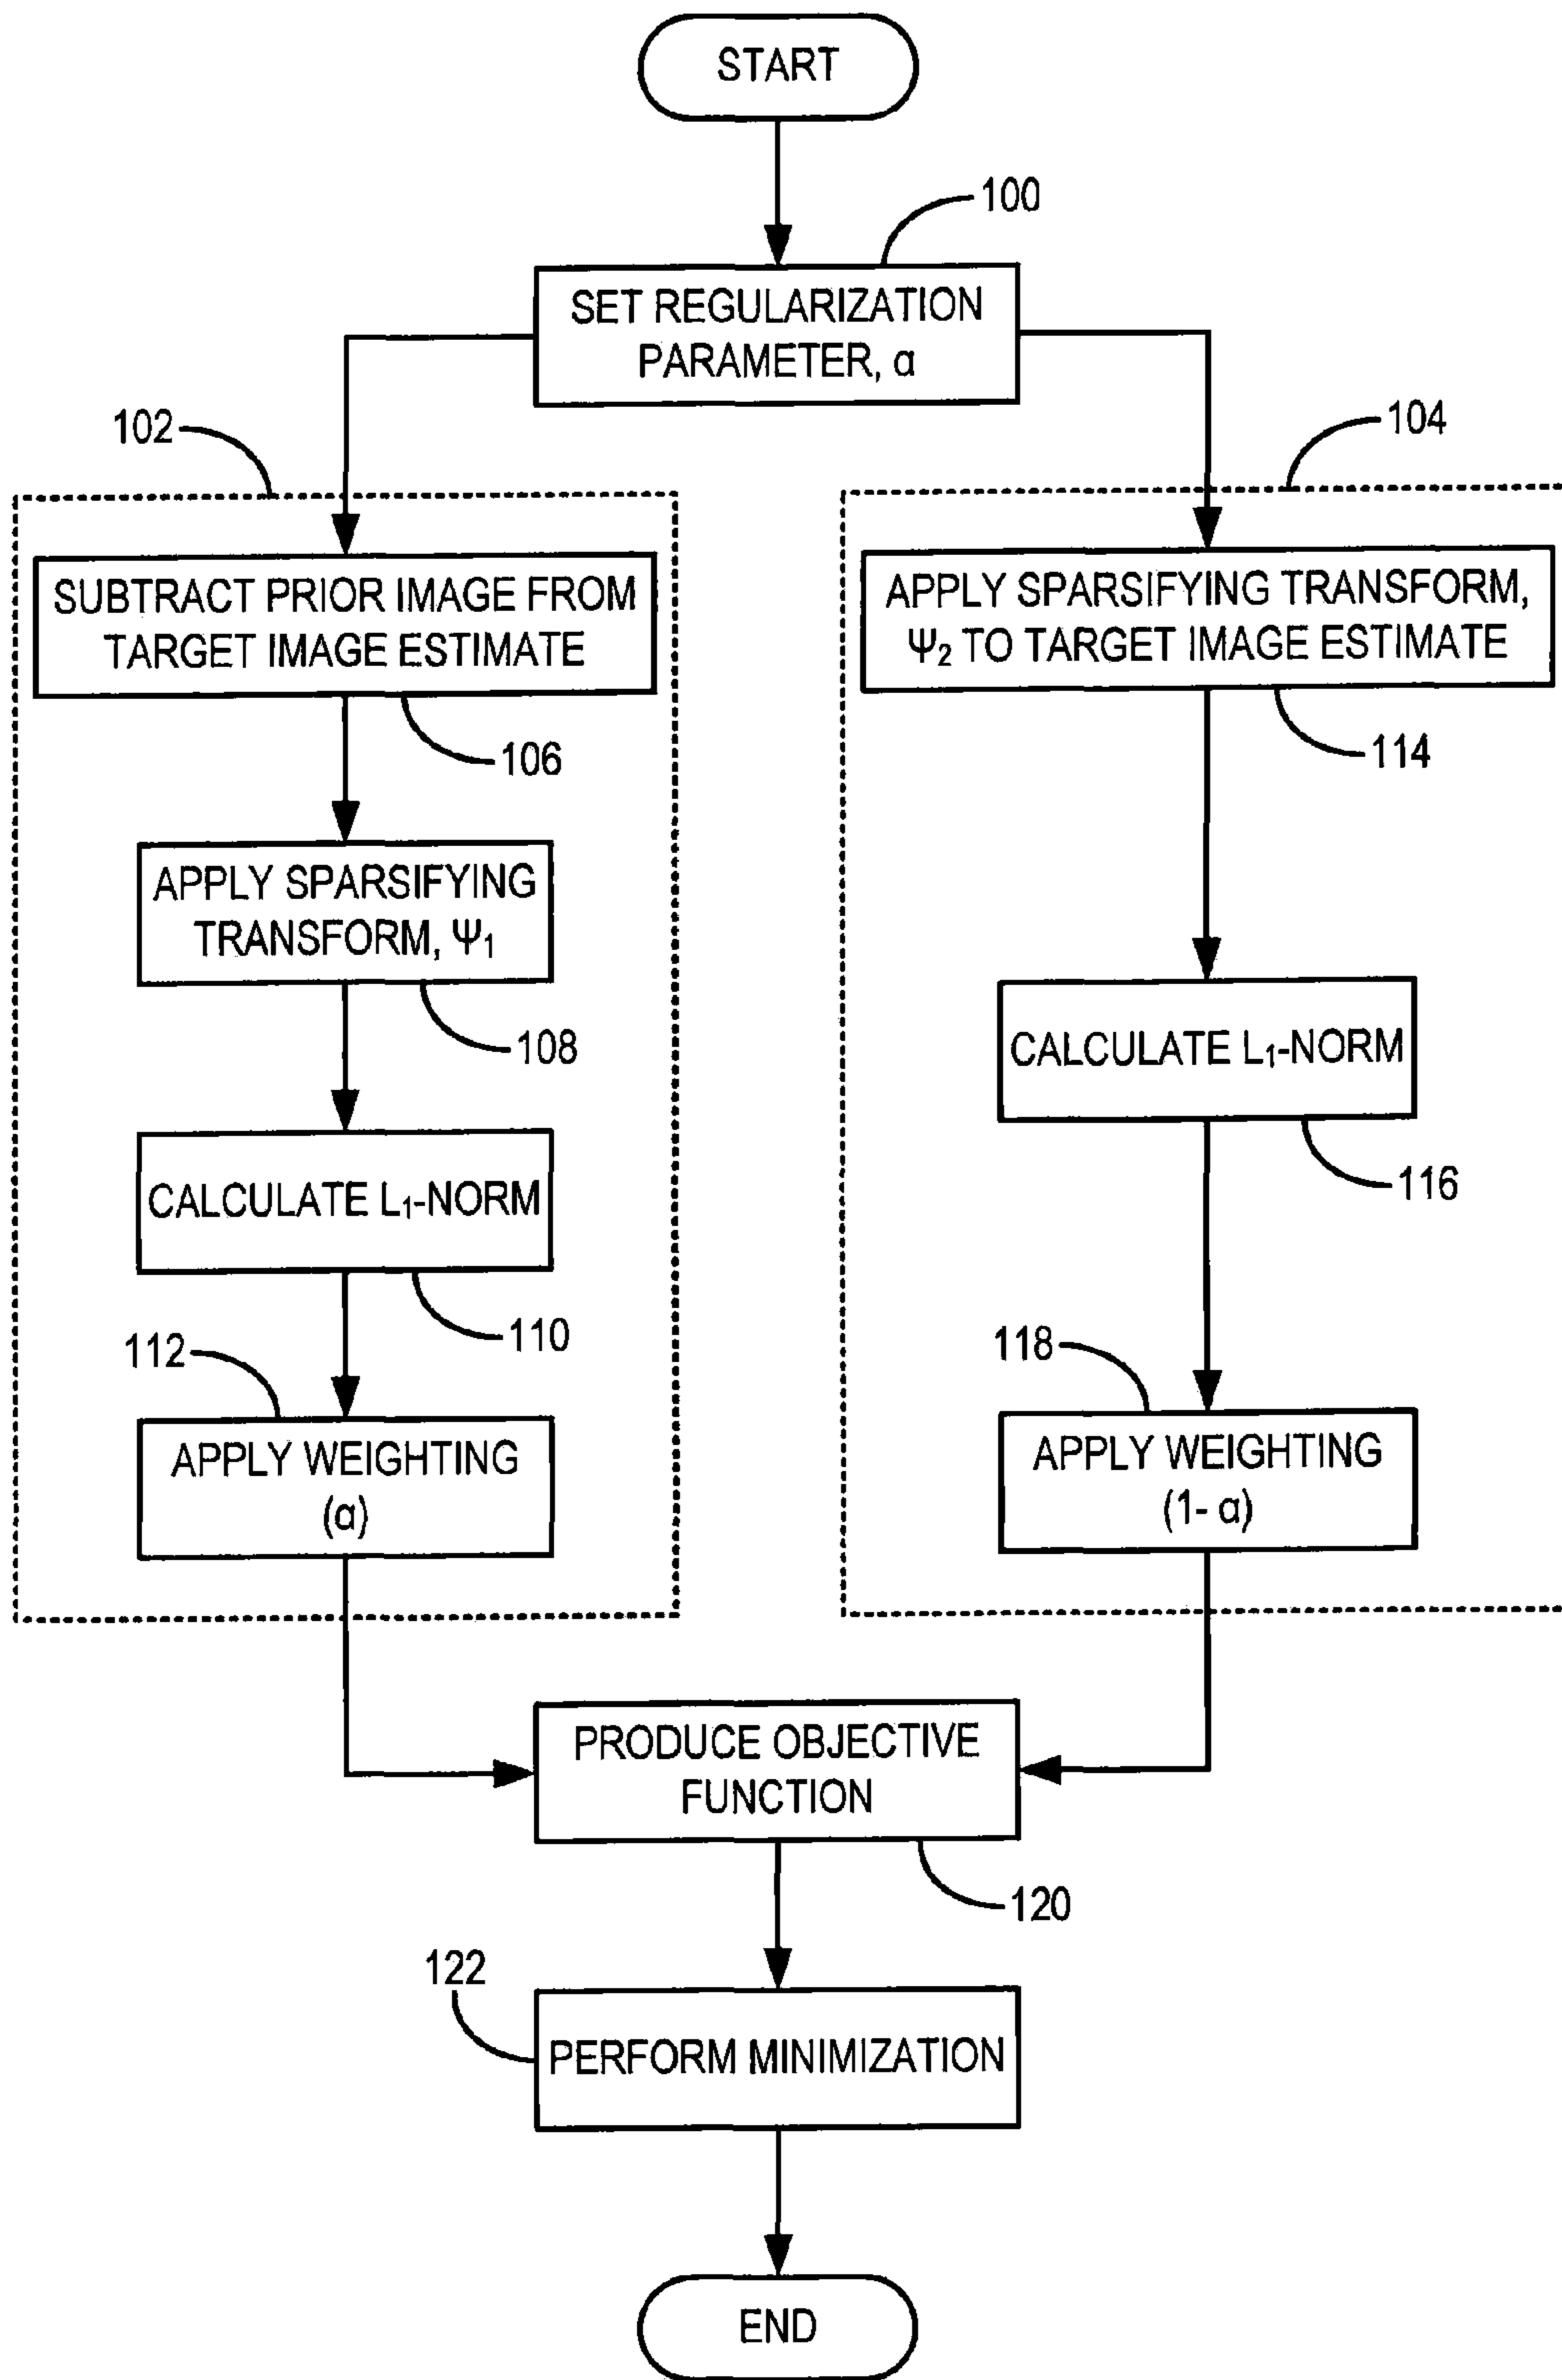 START
100
SET REGULARIZATION
PARAMETER, α
102
104
SUBTRACT PRIOR IMAGE FROM
TARGET IMAGE ESTIMATE
106
APPLY SPARSIFYING
TRANSFORM, Ψ₁
108
CALCULATE L₁-NORM
110
112
APPLY WEIGHTING
(α)
APPLY SPARSIFYING TRANSFORM,
Ψ₂ TO TARGET IMAGE ESTIMATE
114
CALCULATE L₁-NORM
116
118
APPLY WEIGHTING
(1- α)
PRODUCE OBJECTIVE
FUNCTION
120
122
PERFORM MINIMIZATION
END